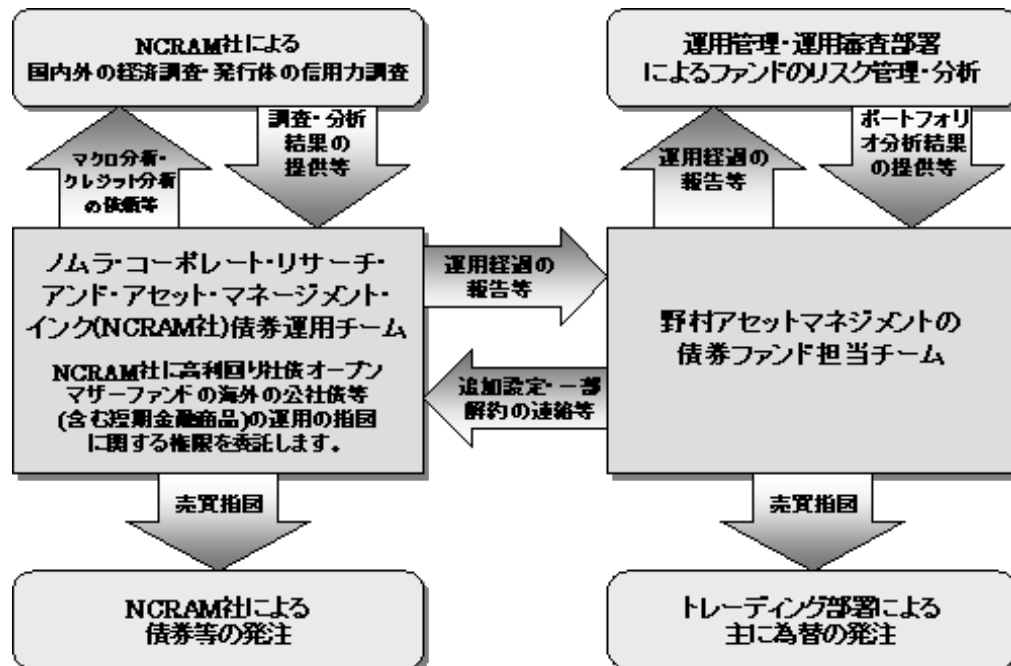 NCRAM社による
国内外の経済調査・発行体の信用力調査
運用管理・運用審査部署
によるファンドのリスク管理・分析
マクロ分析・
クレジット分析
の依頼等
調査・分析
結果の
提供等
運用経過の
報告等
ポートフォリ
オ分析結果
の提供等
ノムラ・コーポレート・リサーチ・
アンド・アセット・マネージメント・
インク(NCRAM社)債券運用チーム
NCRAM社に高利回り社債オープン
マザーファンドの海外の公社債等
(含む短期金融商品)の運用の指図
に関する権限を委託します。
運用経過の
報告等
追加設定・一部
解約の連絡等
野村アセットマネジメントの
債券ファンド担当チーム
売買指図
売買指図
NCRAM社による
債券等の発注
トレーディング部署による
主に為替の発注